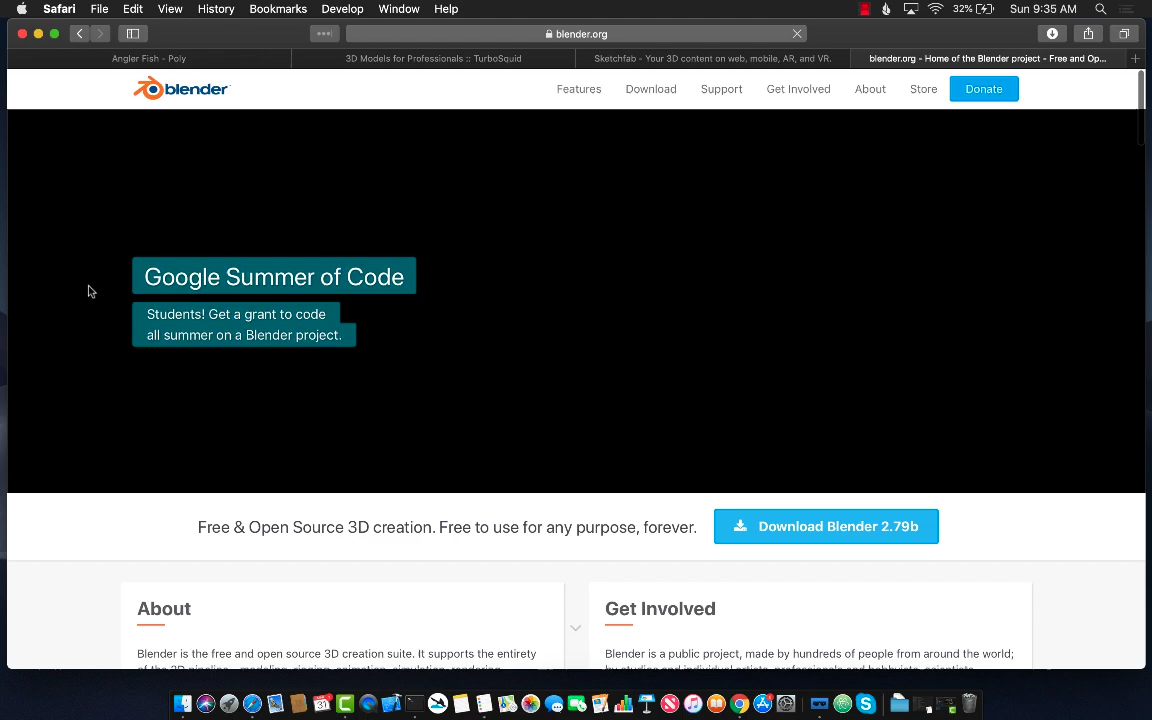 Safari File Edit View History Bookmarks Develop Window Help 32% Sun 9:35 AM
blender.org
Angler Fish - Poly
3D Models for Professionals :: TurboSquid
Sketchfab - Your 3D content on web, mobile, AR, and VR.
blender.org - Home of the Blender project - Free and Op...
blender
Features Download Support Get Involved About Store Donate
Google Summer of Code
Students! Get a grant to code
all summer on a Blender project.
Free & Open Source 3D creation. Free to use for any purpose, forever.
Download Blender 2.79b
About
Blender is the free and open source 3D creation suite. It supports the entirety
of the 3D pipeline—modeling, rigging, animation, simulation, rendering,
Get Involved
Blender is a public project, made by hundreds of people from around the world;
by studios and individual artists, professionals and hobbyists, scientists,